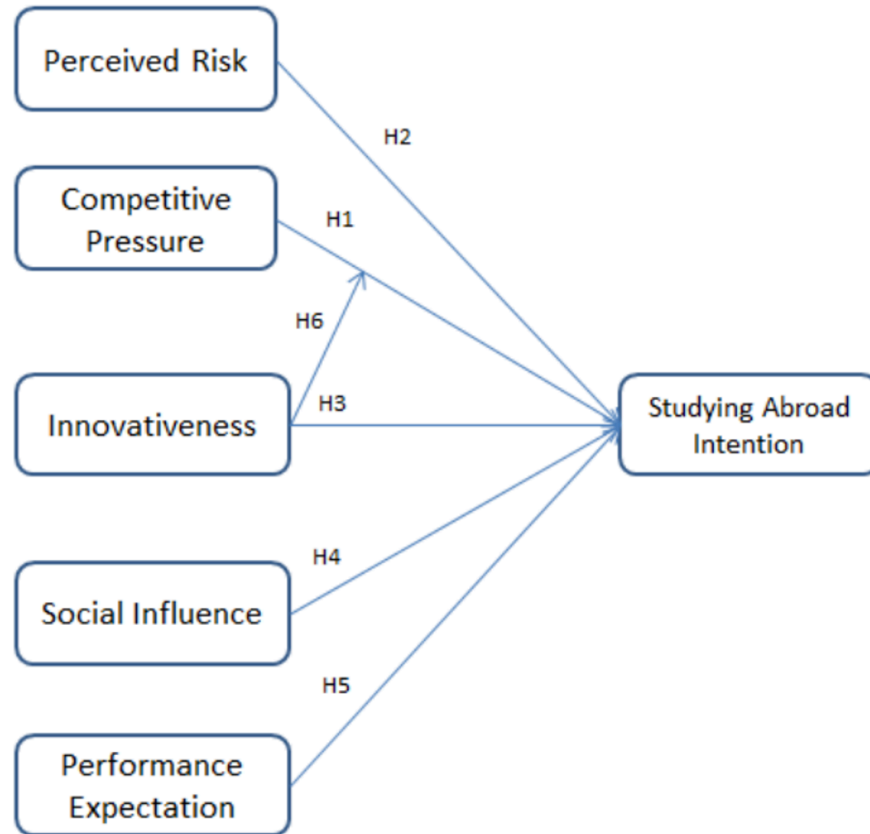 Perceived Risk
H2
Competitive
Pressure
H1
H6
Innovativeness
H3
Studying Abroad
Intention
Social Influence
H4
H5
Performance
Expectation